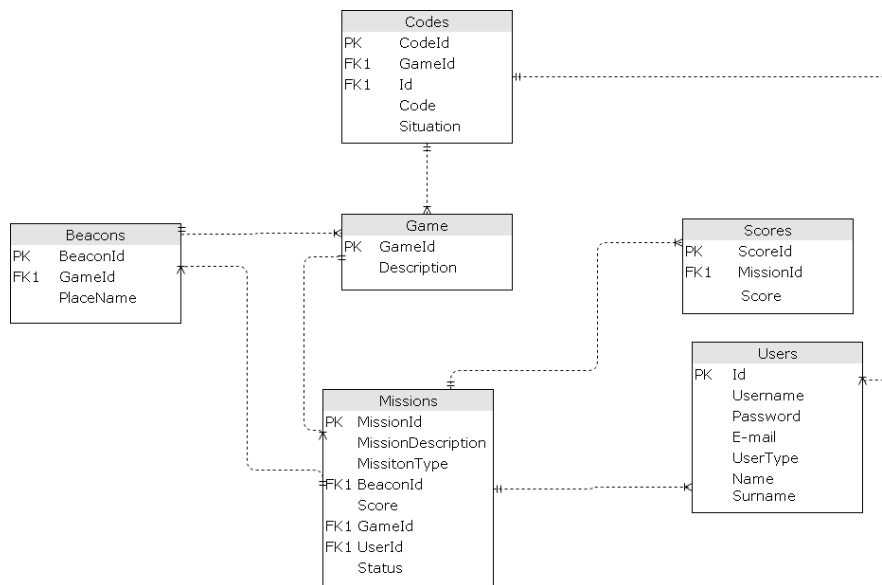 Codes
PK CodeId
FK1 GameId
FK1 Id
Code
Situation
Beacons
PK BeaconId
FK1 GameId
PlaceName
Game
PK GameId
Description
Scores
PK ScoreId
FK1 MissionId
Score
Missions
PK MissionId
MissionDescription
MissitonType
FK1 BeaconId
Score
FK1 GameId
FK1 UserId
Status
Users
PK Id
Username
Password
E-mail
UserType
Name
Surname